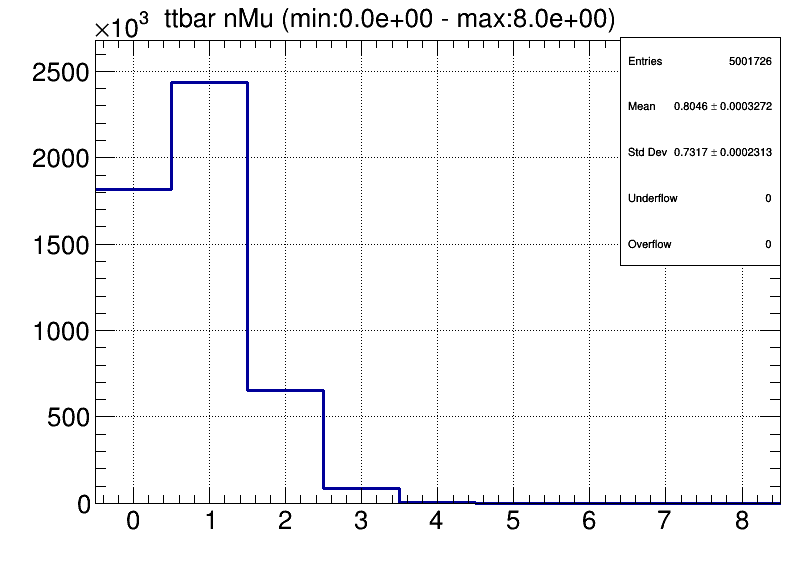 ×10³ ttbar nMu (min:0.0e+00 - max:8.0e+00)
Entries 5001726
Mean 0.8046 ± 0.0003272
Std Dev 0.7317 ± 0.0002313
Underflow 0
Overflow 0
2500
2000
1500
1000
500
0
0 1 2 3 4 5 6 7 8